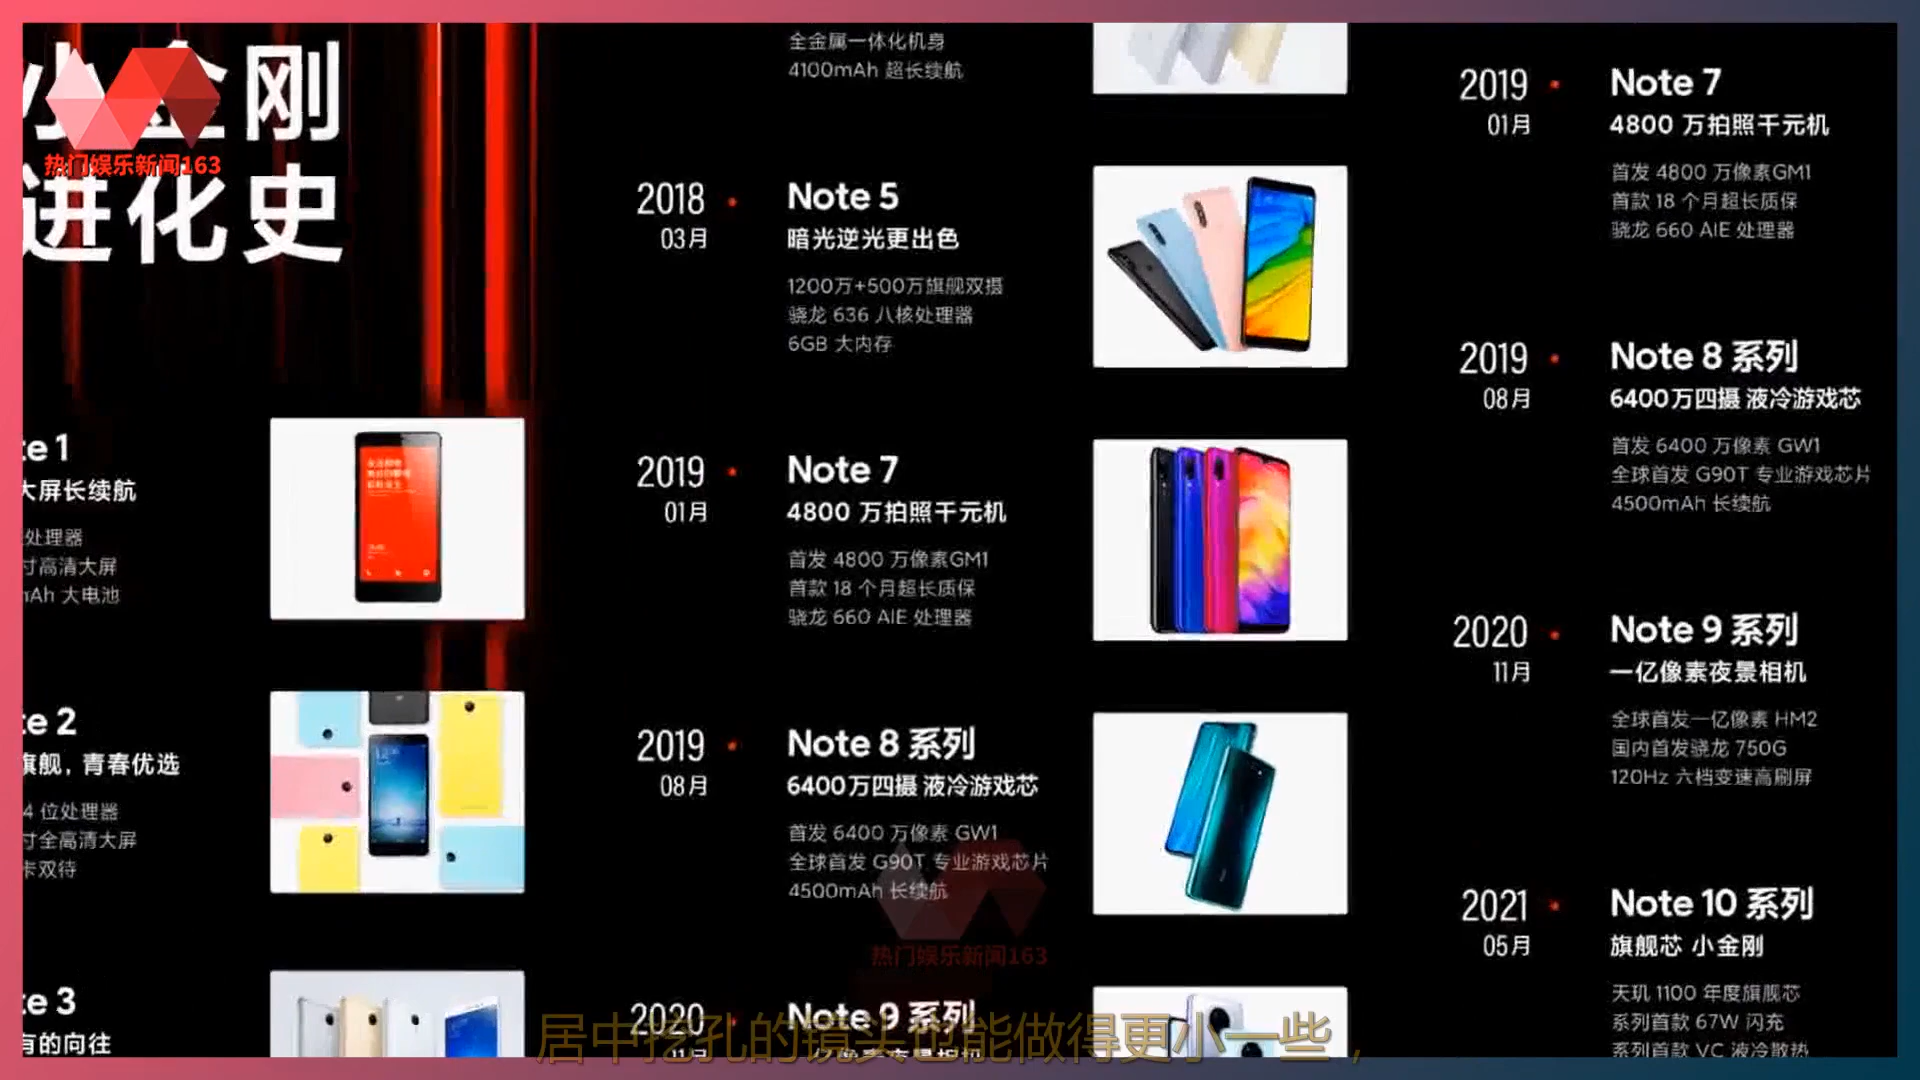 小金刚
热门娱乐新闻163
进化史
te 1
大屏长续航
处理器
寸高清大屏
mAh 大电池
te 2
旗舰，青春优选
4 位处理器
寸全高清大屏
卡双待
te 3
有的向往
全金属一体化机身
4100mAh 超长续航
2018
03月
Note 5
暗光逆光更出色
1200万+500万旗舰双摄
骁龙 636 八核处理器
6GB 大内存
2019
01月
Note 7
4800 万拍照千元机
首发 4800 万像素GM1
首款 18 个月超长质保
骁龙 660 AIE 处理器
2019
08月
Note 8 系列
6400万四摄 液冷游戏芯
首发 6400 万像素 GW1
全球首发 G90T 专业游戏芯片
4500mAh 长续航
热门娱乐新闻163
2020
11月
Note 9 系列
一亿像素夜景相机
2019
01月
Note 7
4800 万拍照千元机
首发 4800 万像素GM1
首款 18 个月超长质保
骁龙 660 AIE 处理器
2019
08月
Note 8 系列
6400万四摄 液冷游戏芯
首发 6400 万像素 GW1
全球首发 G90T 专业游戏芯片
4500mAh 长续航
2020
11月
Note 9 系列
一亿像素夜景相机
全球首发一亿像素 HM2
国内首发骁龙 750G
120Hz 六档变速高刷屏
2021
05月
Note 10 系列
旗舰芯 小金刚
天玑 1100 年度旗舰芯
系列首款 67W 闪充
系列首款 VC 液冷散热
居中挖孔的镜头也能做得更小一些，